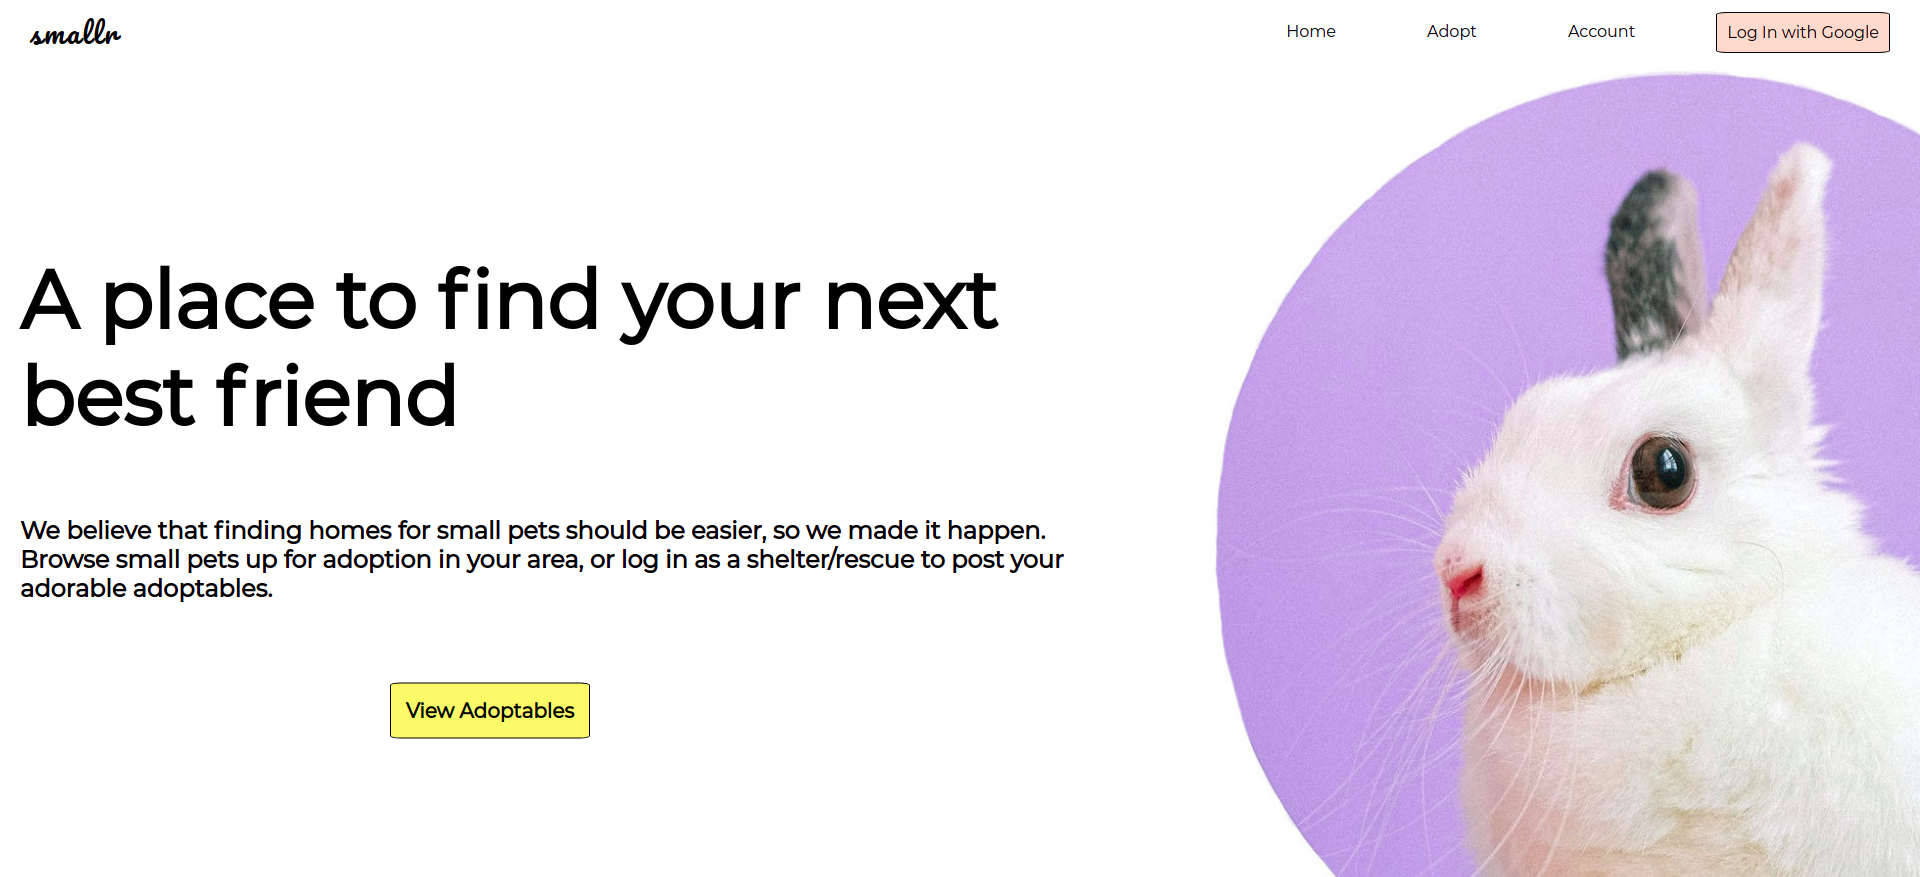 smallr
Home
Adopt
Account
Log In with Google
A place to find your next
best friend
We believe that finding homes for small pets should be easier, so we made it happen.
Browse small pets up for adoption in your area, or log in as a shelter/rescue to post your
adorable adoptables.
View Adoptables